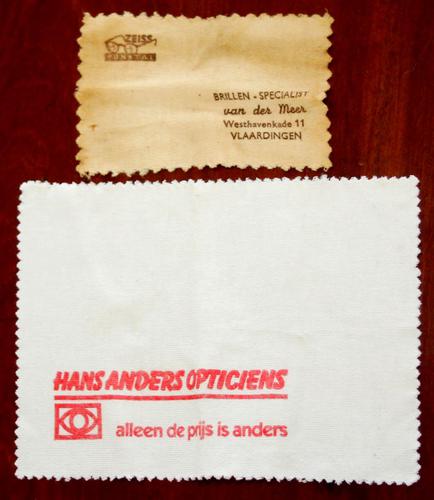 ZEISS
PUNKTAL
BRILLEN - SPECIALIST
van der Meer
Westhavenkade 11
VLAARDINGEN
HANS ANDERS OPTICIENS
alleen de prijs is anders